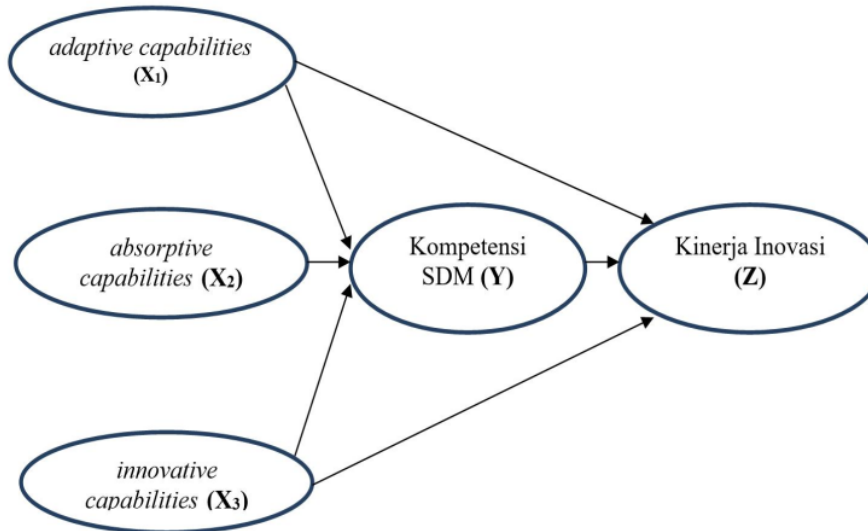 adaptive capabilities
(X₁)
absorptive
capabilities (X₂)
Kompetensi
SDM (Y)
Kinerja Inovasi
(Z)
innovative
capabilities (X₃)